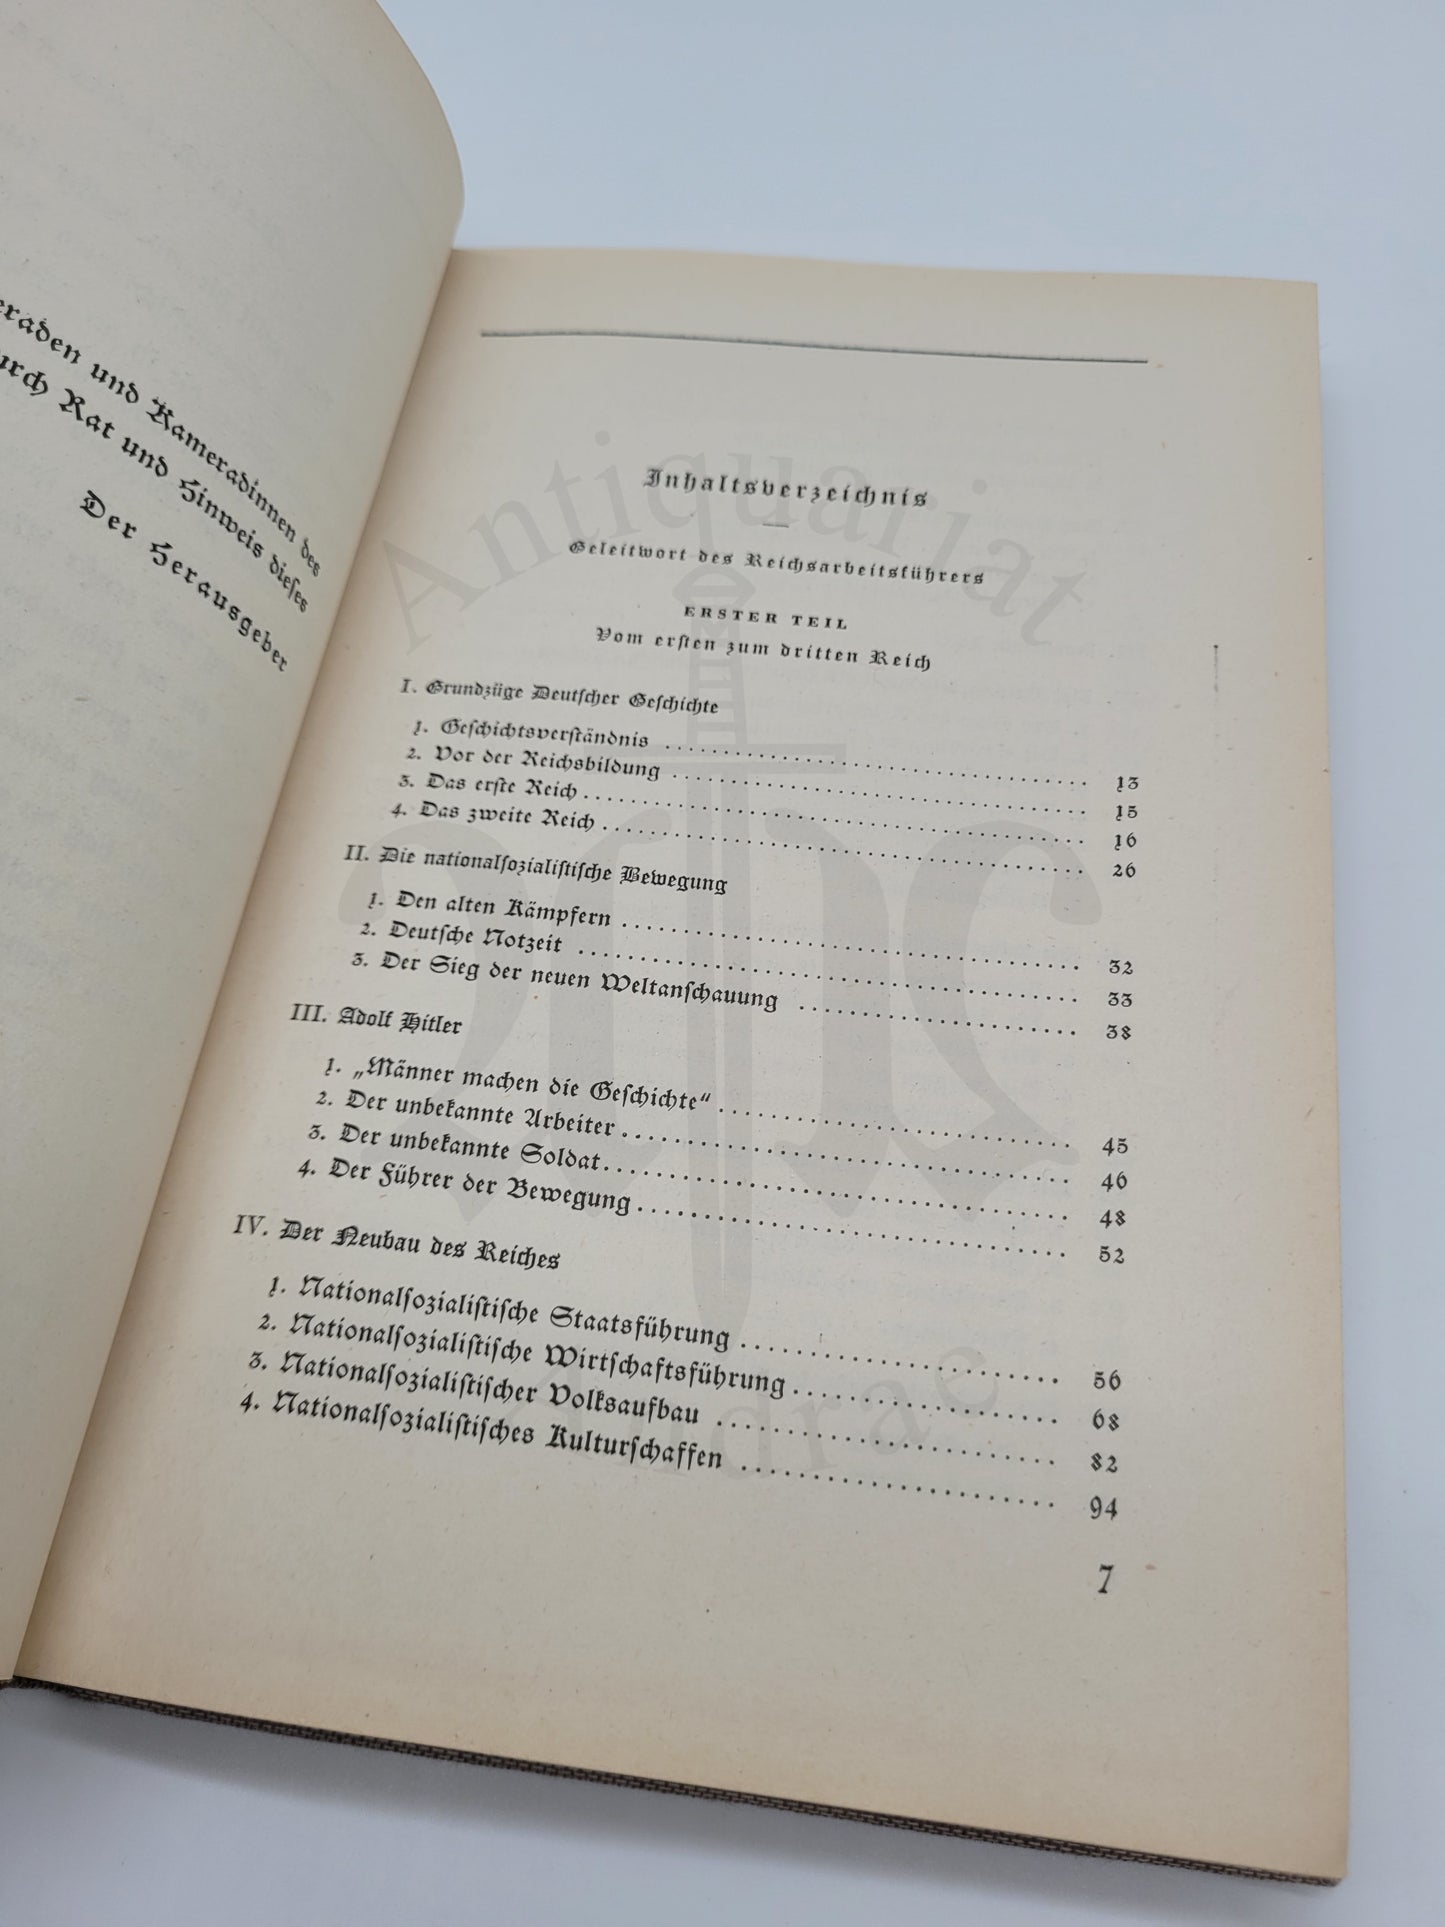 und Kameradinnen des
Rat und Hinweis dieses
Der Herausgeber
Inhaltsverzeichnis
Geleitwort des Reichsarbeitsführers
ERSTER TEIL
Vom ersten zum dritten Reich
I. Grundzüge Deutscher Geschichte
1. Geschichtsverständnis . . . . . . . . . . 13
2. Vor der Reichsbildung . . . . . . . . . . 15
3. Das erste Reich . . . . . . . . . . 16
4. Das zweite Reich . . . . . . . . . . 26
II. Die nationalsozialistische Bewegung
1. Den alten Kämpfern . . . . . . . . . . 32
2. Deutsche Notzeit . . . . . . . . . . 33
3. Der Sieg der neuen Weltanschauung . . . . . . . . . . 38
III. Adolf Hitler
1. „Männer machen die Geschichte“ . . . . . . . . . . 45
2. Der unbekannte Arbeiter . . . . . . . . . . 46
3. Der unbekannte Soldat . . . . . . . . . . 48
4. Der Führer der Bewegung . . . . . . . . . . 52
IV. Der Neubau des Reiches
1. Nationalsozialistische Staatsführung . . . . . . . . . . 56
2. Nationalsozialistische Wirtschaftsführung . . . . . . . . . . 68
3. Nationalsozialistischer Volksaufbau . . . . . . . . . . 82
4. Nationalsozialistisches Kulturschaffen . . . . . . . . . . 94
7
Antiquariat
Andrae